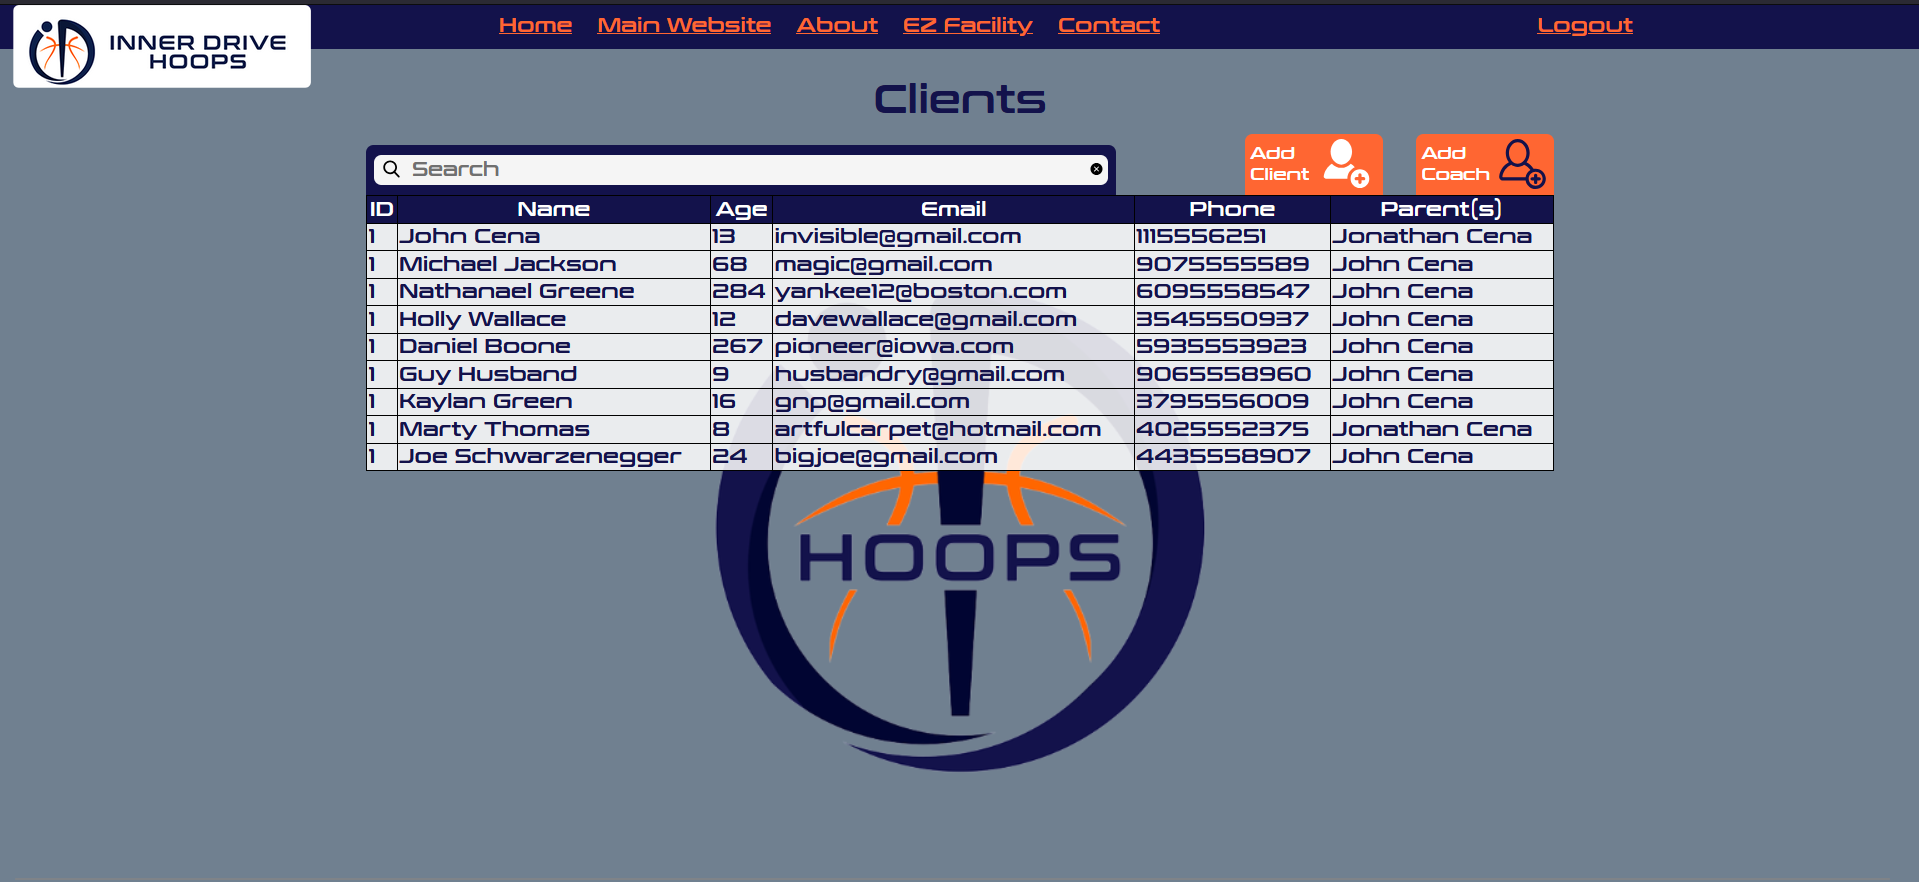 INNER DRIVE
HOOPS
Home Main Website About EZ Facility Contact Logout
Clients
Search
Add
Client
Add
Coach
ID Name Age Email Phone Parent(s)
1 John Cena 13 invisible@gmail.com 1115556251 Jonathan Cena
1 Michael Jackson 68 magic@gmail.com 9075555589 John Cena
1 Nathanael Greene 284 yankee12@boston.com 6095558547 John Cena
1 Holly Wallace 12 davewallace@gmail.com 3545550937 John Cena
1 Daniel Boone 267 pioneer@iowa.com 5935553923 John Cena
1 Guy Husband 9 husbandry@gmail.com 9065558960 John Cena
1 Kaylan Green 16 gnp@gmail.com 3795556009 John Cena
1 Marty Thomas 8 artfulcarpet@hotmail.com 4025552375 Jonathan Cena
1 Joe Schwarzenegger 24 bigjoe@gmail.com 4435558907 John Cena
HOOPS